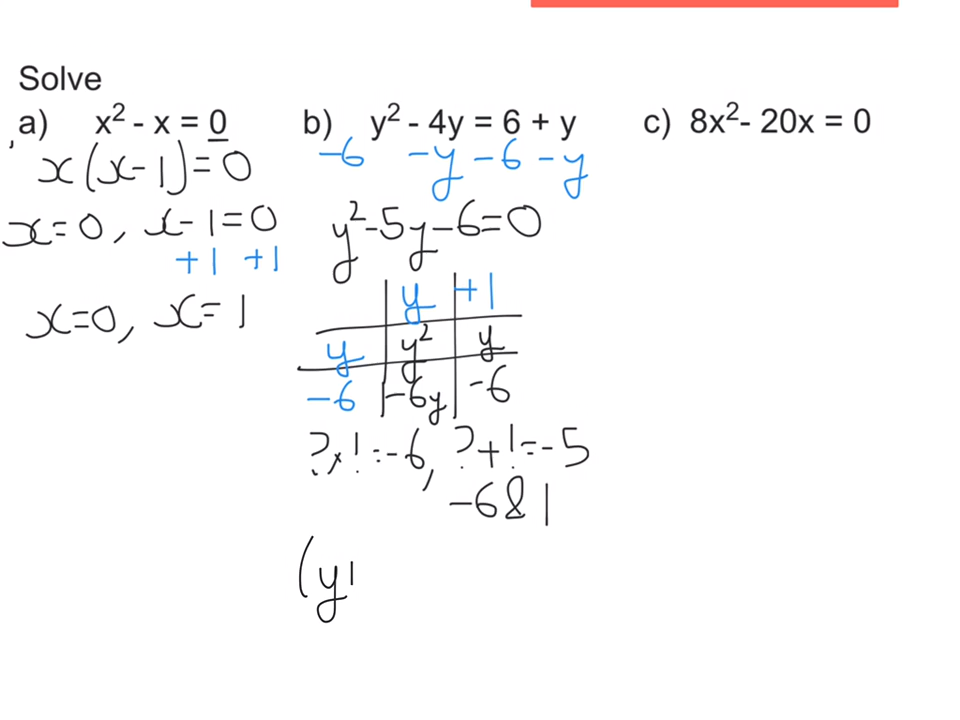 Solve
a) x² - x = 0
x(x-1)=0
x=0, x-1=0
+1 +1
x=0, x=1
b) y² - 4y = 6 + y
-6 -y -6 -y
y²-5y-6=0
y +1
y y² y
-6 -6y -6
?×!=-6, ?+!=-5
-6&1
(y
c) 8x² - 20x = 0